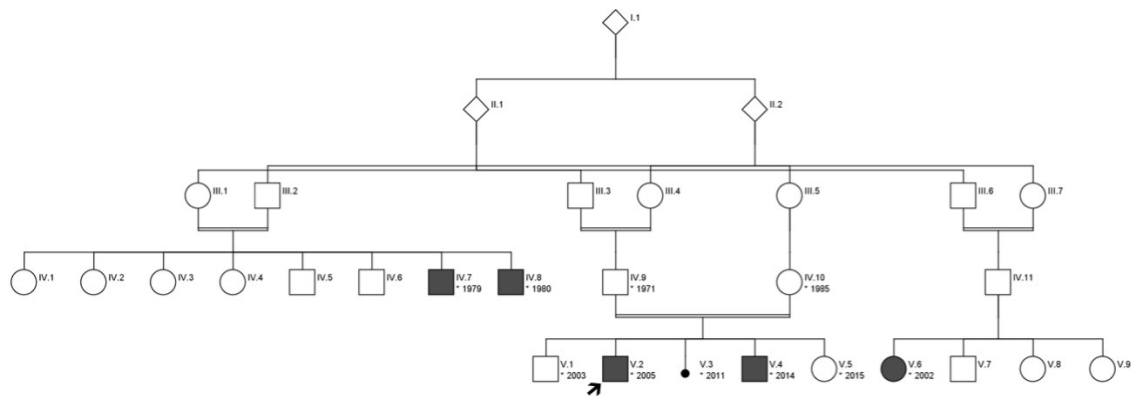 I.1
II.1
II.2
III.1
III.2
III.3
III.4
III.5
III.6
III.7
IV.1
IV.2
IV.3
IV.4
IV.5
IV.6
IV.7
* 1979
IV.8
* 1980
IV.9
* 1971
IV.10
* 1985
IV.11
V.1
* 2003
V.2
* 2005
V.3
* 2011
V.4
* 2014
V.5
* 2015
V.6
* 2002
V.7
V.8
V.9